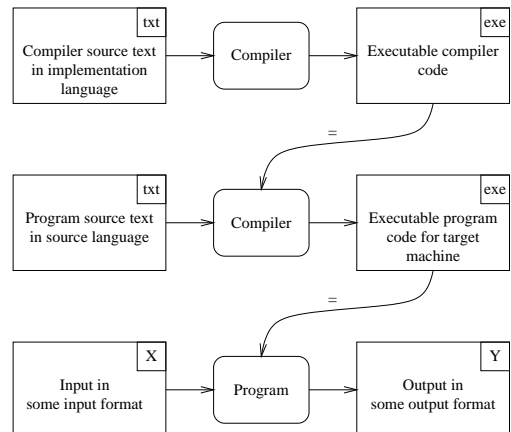 txt
Compiler source text
in implementation
language
Compiler
exe
Executable compiler
code
=
txt
Program source text
in source language
Compiler
exe
Executable program
code for target
machine
=
X
Input in
some input format
Program
Y
Output in
some output format